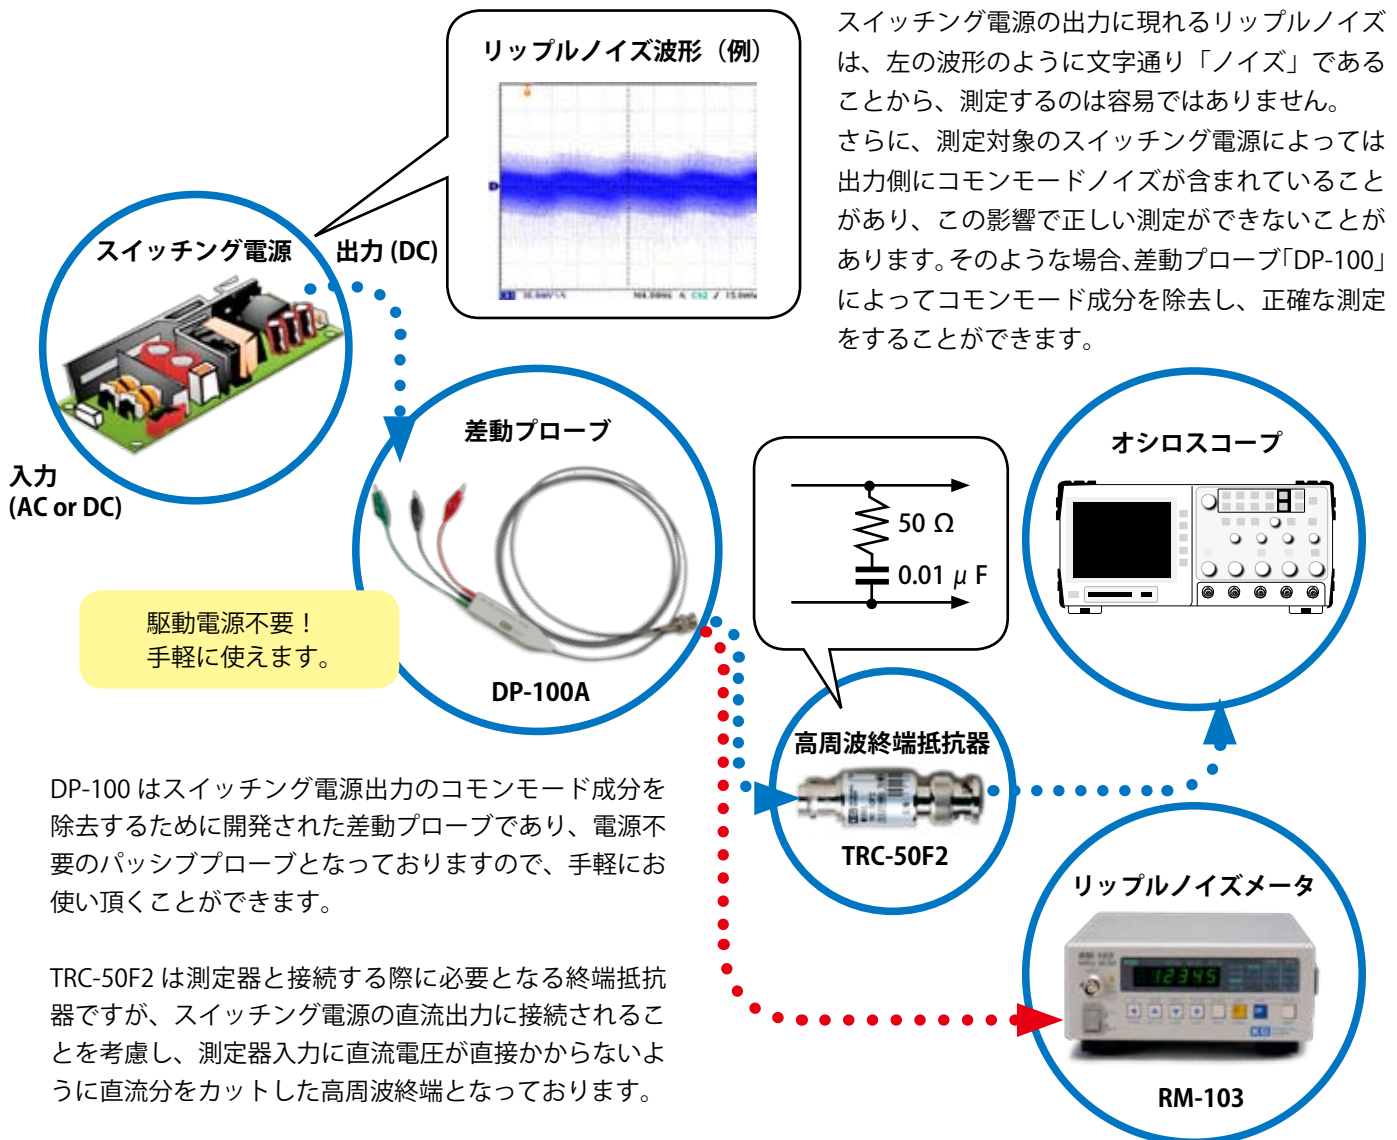 リップルノイズ波形（例）
スイッチング電源の出力に現れるリップルノイズ
は、左の波形のように文字通り「ノイズ」である
ことから、測定するのは容易ではありません。
さらに、測定対象のスイッチング電源によっては
出力側にコモンモードノイズが含まれていること
があり、この影響で正しい測定ができないことが
あります。そのような場合、差動プローブ「DP-100」
によってコモンモード成分を除去し、正確な測定
をすることができます。
スイッチング電源
出力 (DC)
入力
(AC or DC)
差動プローブ
DP-100A
駆動電源不要！
手軽に使えます。
50 Ω
0.01 μ F
オシロスコープ
高周波終端抵抗器
TRC-50F2
リップルノイズメータ
RM-103
12345
RM-103
DP-100 はスイッチング電源出力のコモンモード成分を
除去するために開発された差動プローブであり、電源不
要のパッシブプローブとなっておりますので、手軽にお
使い頂くことができます。
TRC-50F2 は測定器と接続する際に必要となる終端抵抗
器ですが、スイッチング電源の直流出力に接続されるこ
とを考慮し、測定器入力に直流電圧が直接かからないよ
うに直流分をカットした高周波終端となっております。